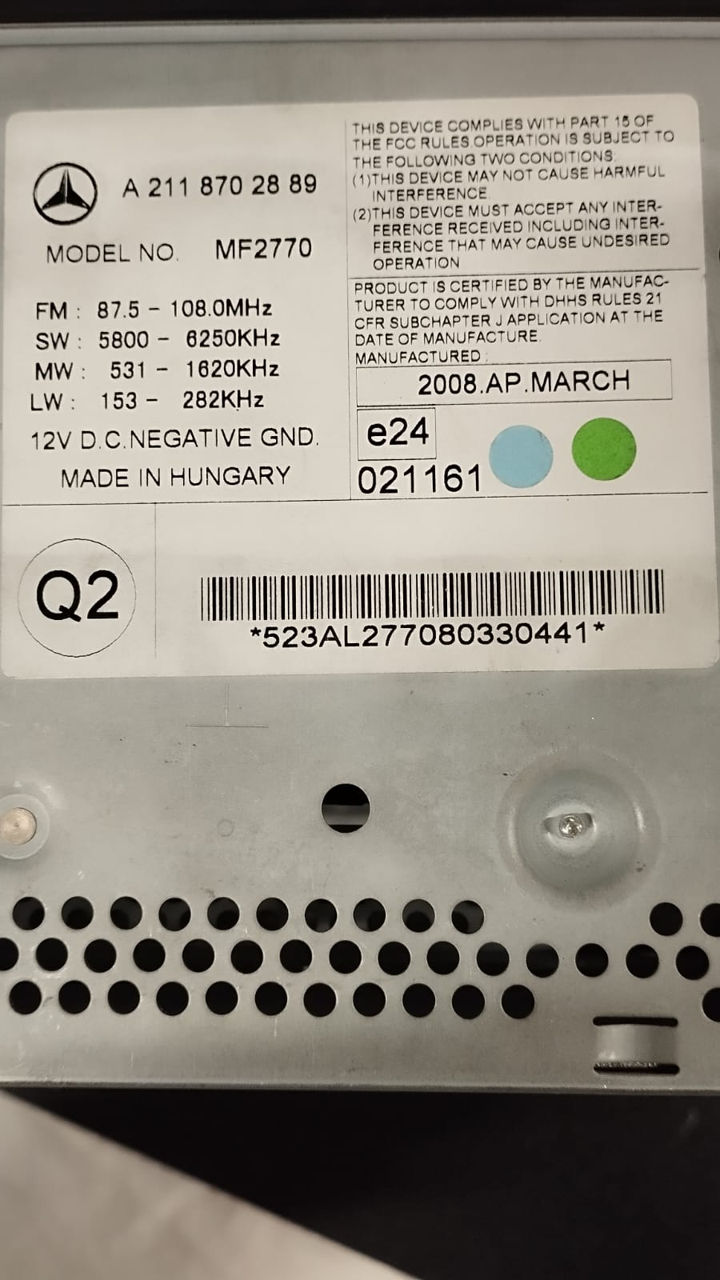 A 211 870 28 89
MODEL NO. MF2770
FM : 87.5 - 108.0MHz
SW : 5800 - 6250KHz
MW : 531 - 1620KHz
LW : 153 - 282KHz
12V D.C.NEGATIVE GND.
MADE IN HUNGARY
THIS DEVICE COMPLIES WITH PART 15 OF
THE FCC RULES.OPERATION IS SUBJECT TO
THE FOLLOWING TWO CONDITIONS:
(1)THIS DEVICE MAY NOT CAUSE HARMFUL
INTERFERENCE
(2)THIS DEVICE MUST ACCEPT ANY INTER-
FERENCE RECEIVED INCLUDING INTER-
FERENCE THAT MAY CAUSE UNDESIRED
OPERATION
PRODUCT IS CERTIFIED BY THE MANUFAC-
TURER TO COMPLY WITH DHHS RULES 21
CFR SUBCHAPTER J APPLICATION AT THE
DATE OF MANUFACTURE.
MANUFACTURED :
2008.AP.MARCH
e24
021161
Q2
*523AL277080330441*